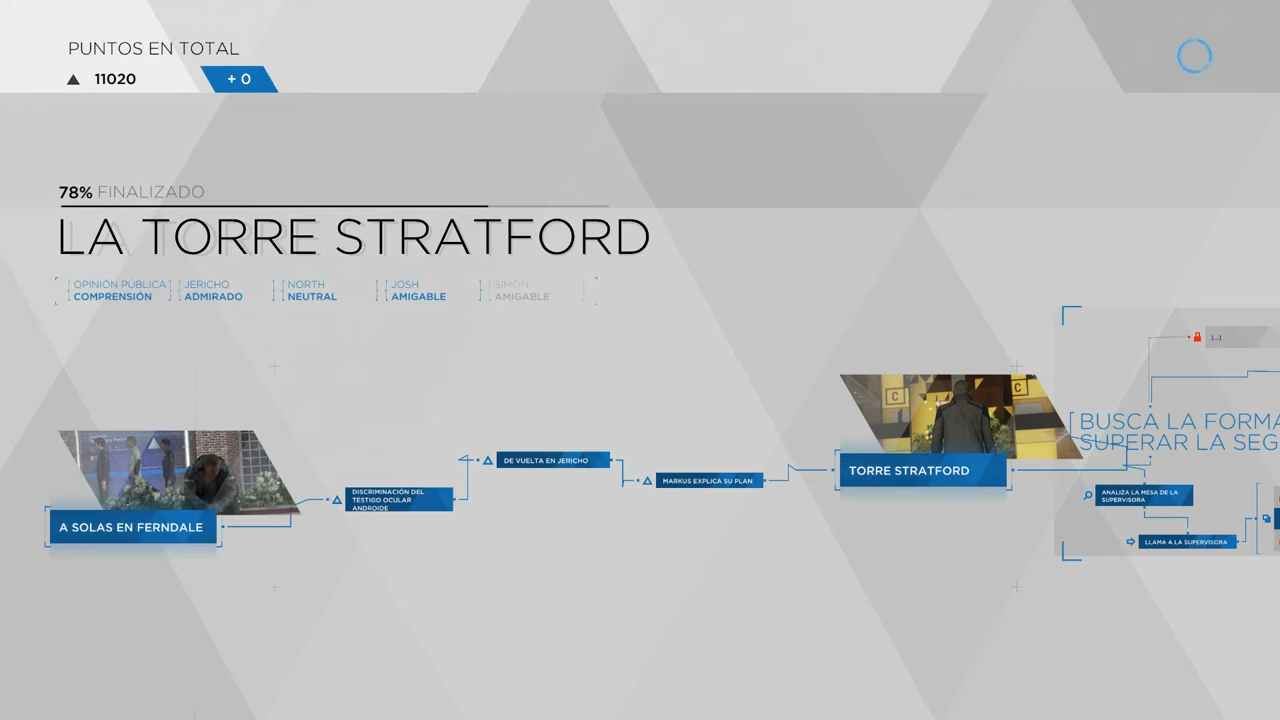 PUNTOS EN TOTAL
11020
+ 0
78% FINALIZADO
LA TORRE STRATFORD
OPINIÓN PÚBLICA
COMPRENSIÓN
JERICHO
ADMIRADO
NORTH
NEUTRAL
JOSH
AMIGABLE
SIMON
AMIGABLE
[...]
C
C
BUSCA LA FORMA
SUPERAR LA SEG
TORRE STRATFORD
DE VUELTA EN JERICHO
MARKUS EXPLICA SU PLAN
DISCRIMINACIÓN DEL
TESTIGO OCULAR
ANDROIDE
ANALIZA LA MESA DE LA
SUPERVISORA
A SOLAS EN FERNDALE
LLAMA A LA SUPERVISORA